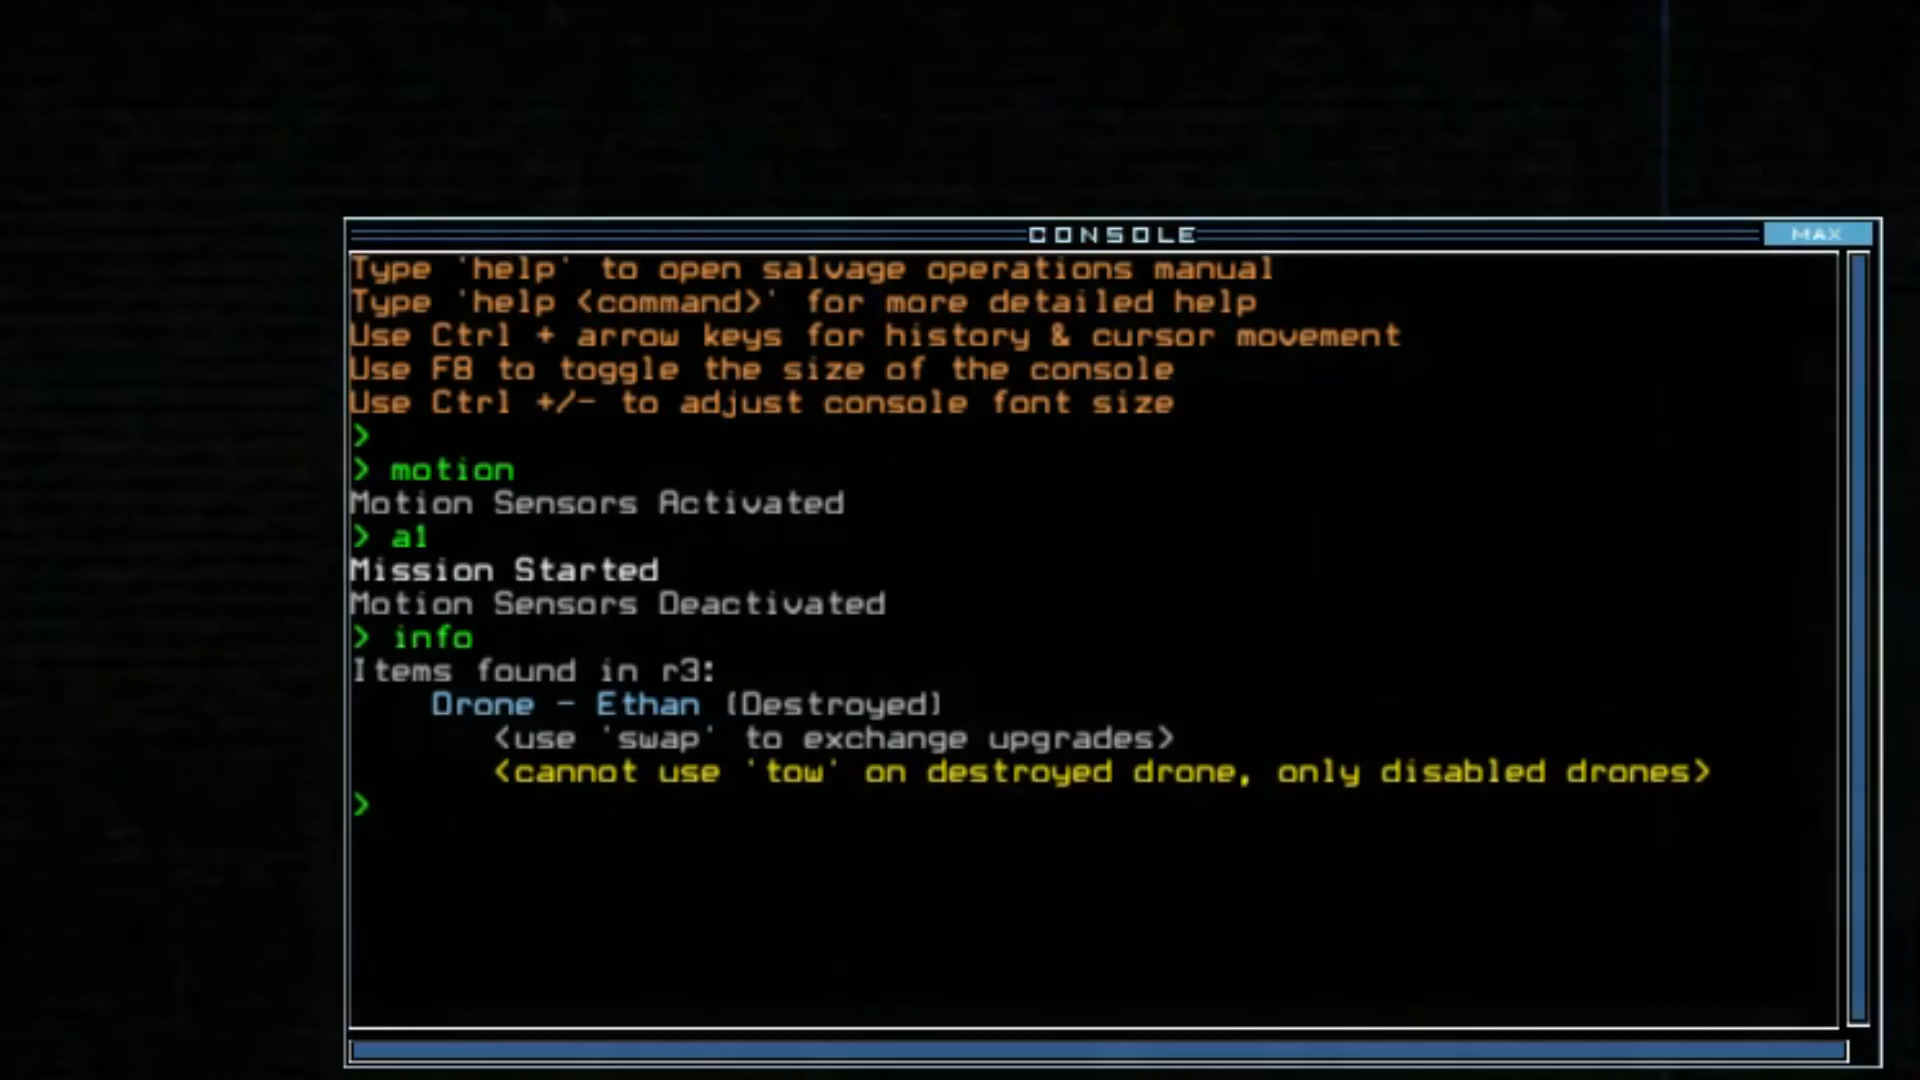 CONSOLE
MAX
Type 'help' to open salvage operations manual
Type 'help <command>' for more detailed help
Use Ctrl + arrow keys for history & cursor movement
Use F8 to toggle the size of the console
Use Ctrl +/- to adjust console font size
>
> motion
Motion Sensors Activated
> a1
Mission Started
Motion Sensors Deactivated
> info
Items found in r3:
Drone - Ethan (Destroyed)
<use 'swap' to exchange upgrades>
<cannot use 'tow' on destroyed drone, only disabled drones>
>